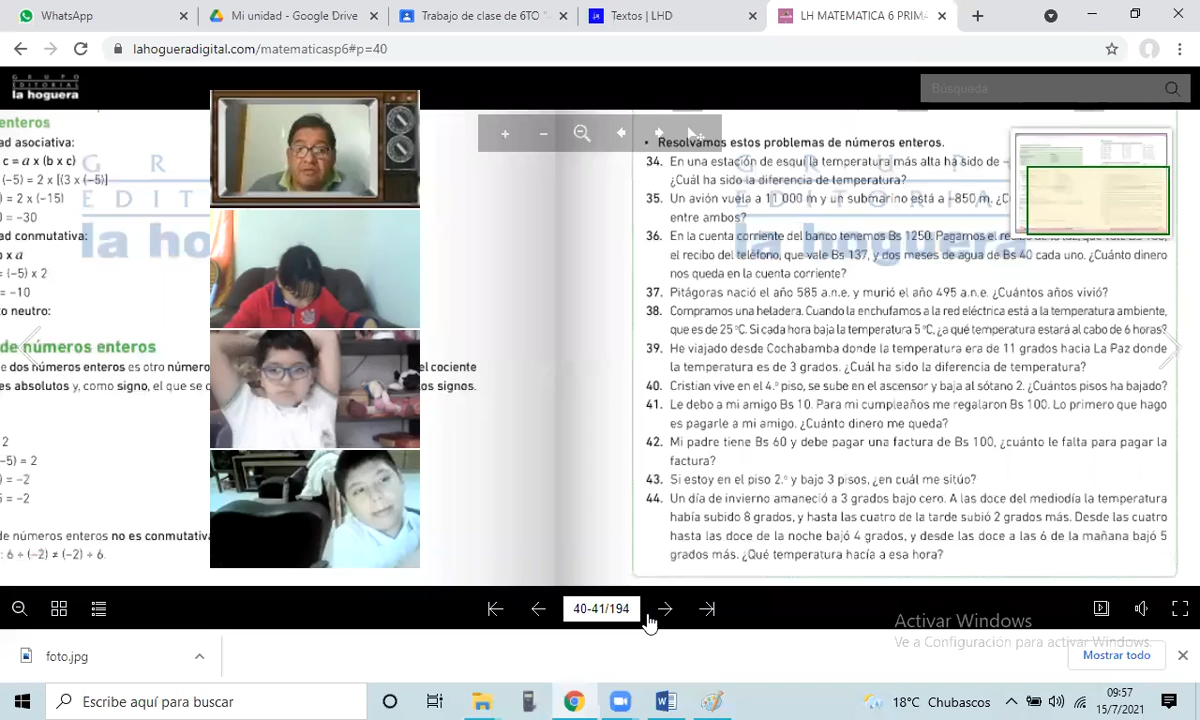 WhatsApp
Mi unidad - Google Drive
Trabajo de clase de 6TO "
Textos | LHD
LH MATEMATICA 6 PRIMA
lahogueradigital.com/matematicasp6#p=40
GRUPO
EDITORIAL
la hoguera
Búsqueda
enteros
ad asociativa:
c = a x (b x c)
(-5) = 2 x [(3 x (-5)]
= 2 x (-15)
0 = -30
ad conmutativa:
b x a
= (-5) x 2
= -10
to neutro:
de números enteros
e dos números enteros es otro número
el cociente
es absolutos y, como signo, el que se o
os signos.
2
-5) = 2
) = -2
5 = -2
de números enteros no es conmutativa
: 6 ÷ (-2) ≠ (-2) ÷ 6.
• Resolvamos estos problemas de números enteros.
34. En una estación de esquí la temperatura más alta ha sido de -
¿Cuál ha sido la diferencia de temperatura?
35. Un avión vuela a 11 000 m y un submarino está a -850 m. ¿C
entre ambos?
36. En la cuenta corriente del banco tenemos Bs 1250. Pagamos el
el recibo del teléfono, que vale Bs 137, y dos meses de agua de Bs 40 cada uno. ¿Cuánto dinero
nos queda en la cuenta corriente?
37. Pitágoras nació el año 585 a.n.e. y murió el año 495 a.n.e. ¿Cuántos años vivió?
38. Compramos una heladera. Cuando la enchufamos a la red eléctrica está a la temperatura ambiente,
que es de 25 °C. Si cada hora baja la temperatura 5 °C, ¿a qué temperatura estará al cabo de 6 horas?
39. He viajado desde Cochabamba donde la temperatura era de 11 grados hacia La Paz donde
la temperatura es de 3 grados. ¿Cuál ha sido la diferencia de temperatura?
40. Cristian vive en el 4.º piso, se sube en el ascensor y baja al sótano 2. ¿Cuántos pisos ha bajado?
41. Le debo a mi amigo Bs 10. Para mi cumpleaños me regalaron Bs 100. Lo primero que hago
es pagarle a mi amigo. ¿Cuánto dinero me queda?
42. Mi padre tiene Bs 60 y debe pagar una factura de Bs 100, ¿cuánto le falta para pagar la
factura?
43. Si estoy en el piso 2.º y bajo 3 pisos, ¿en cuál me sitúo?
44. Un día de invierno amaneció a 3 grados bajo cero. A las doce del mediodía la temperatura
había subido 8 grados, y hasta las cuatro de la tarde subió 2 grados más. Desde las cuatro
hasta las doce de la noche bajó 4 grados, y desde las doce a las 6 de la mañana bajó 5
grados más. ¿Qué temperatura hacía a esa hora?
40-41/194
Activar Windows
Ve a Configuración para activar Windows.
foto.jpg
Mostrar todo
Escribe aquí para buscar
18°C Chubascos
09:57
15/7/2021